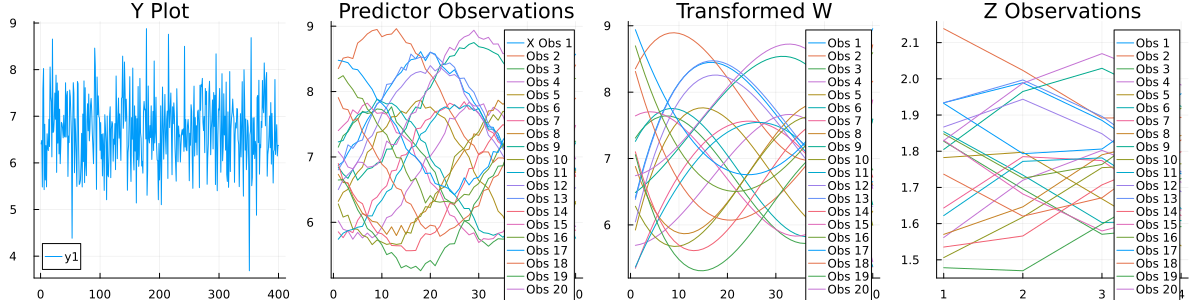 Y Plot
9
8
7
6
5
4
0
100
200
300
400
y1
Predictor Observations
9
8
7
6
0
10
20
30
0
X Obs 1
Obs 2
Obs 3
Obs 4
Obs 5
Obs 6
Obs 7
Obs 8
Obs 9
Obs 10
Obs 11
Obs 12
Obs 13
Obs 14
Obs 15
Obs 16
Obs 17
Obs 18
Obs 19
Obs 20
Transformed W
9
8
7
6
0
10
20
30
0
Obs 1
Obs 2
Obs 3
Obs 4
Obs 5
Obs 6
Obs 7
Obs 8
Obs 9
Obs 10
Obs 11
Obs 12
Obs 13
Obs 14
Obs 15
Obs 16
Obs 17
Obs 18
Obs 19
Obs 20
Z Observations
2.1
2.0
1.9
1.8
1.7
1.6
1.5
1
2
3
4
Obs 1
Obs 2
Obs 3
Obs 4
Obs 5
Obs 6
Obs 7
Obs 8
Obs 9
Obs 10
Obs 11
Obs 12
Obs 13
Obs 14
Obs 15
Obs 16
Obs 17
Obs 18
Obs 19
Obs 20